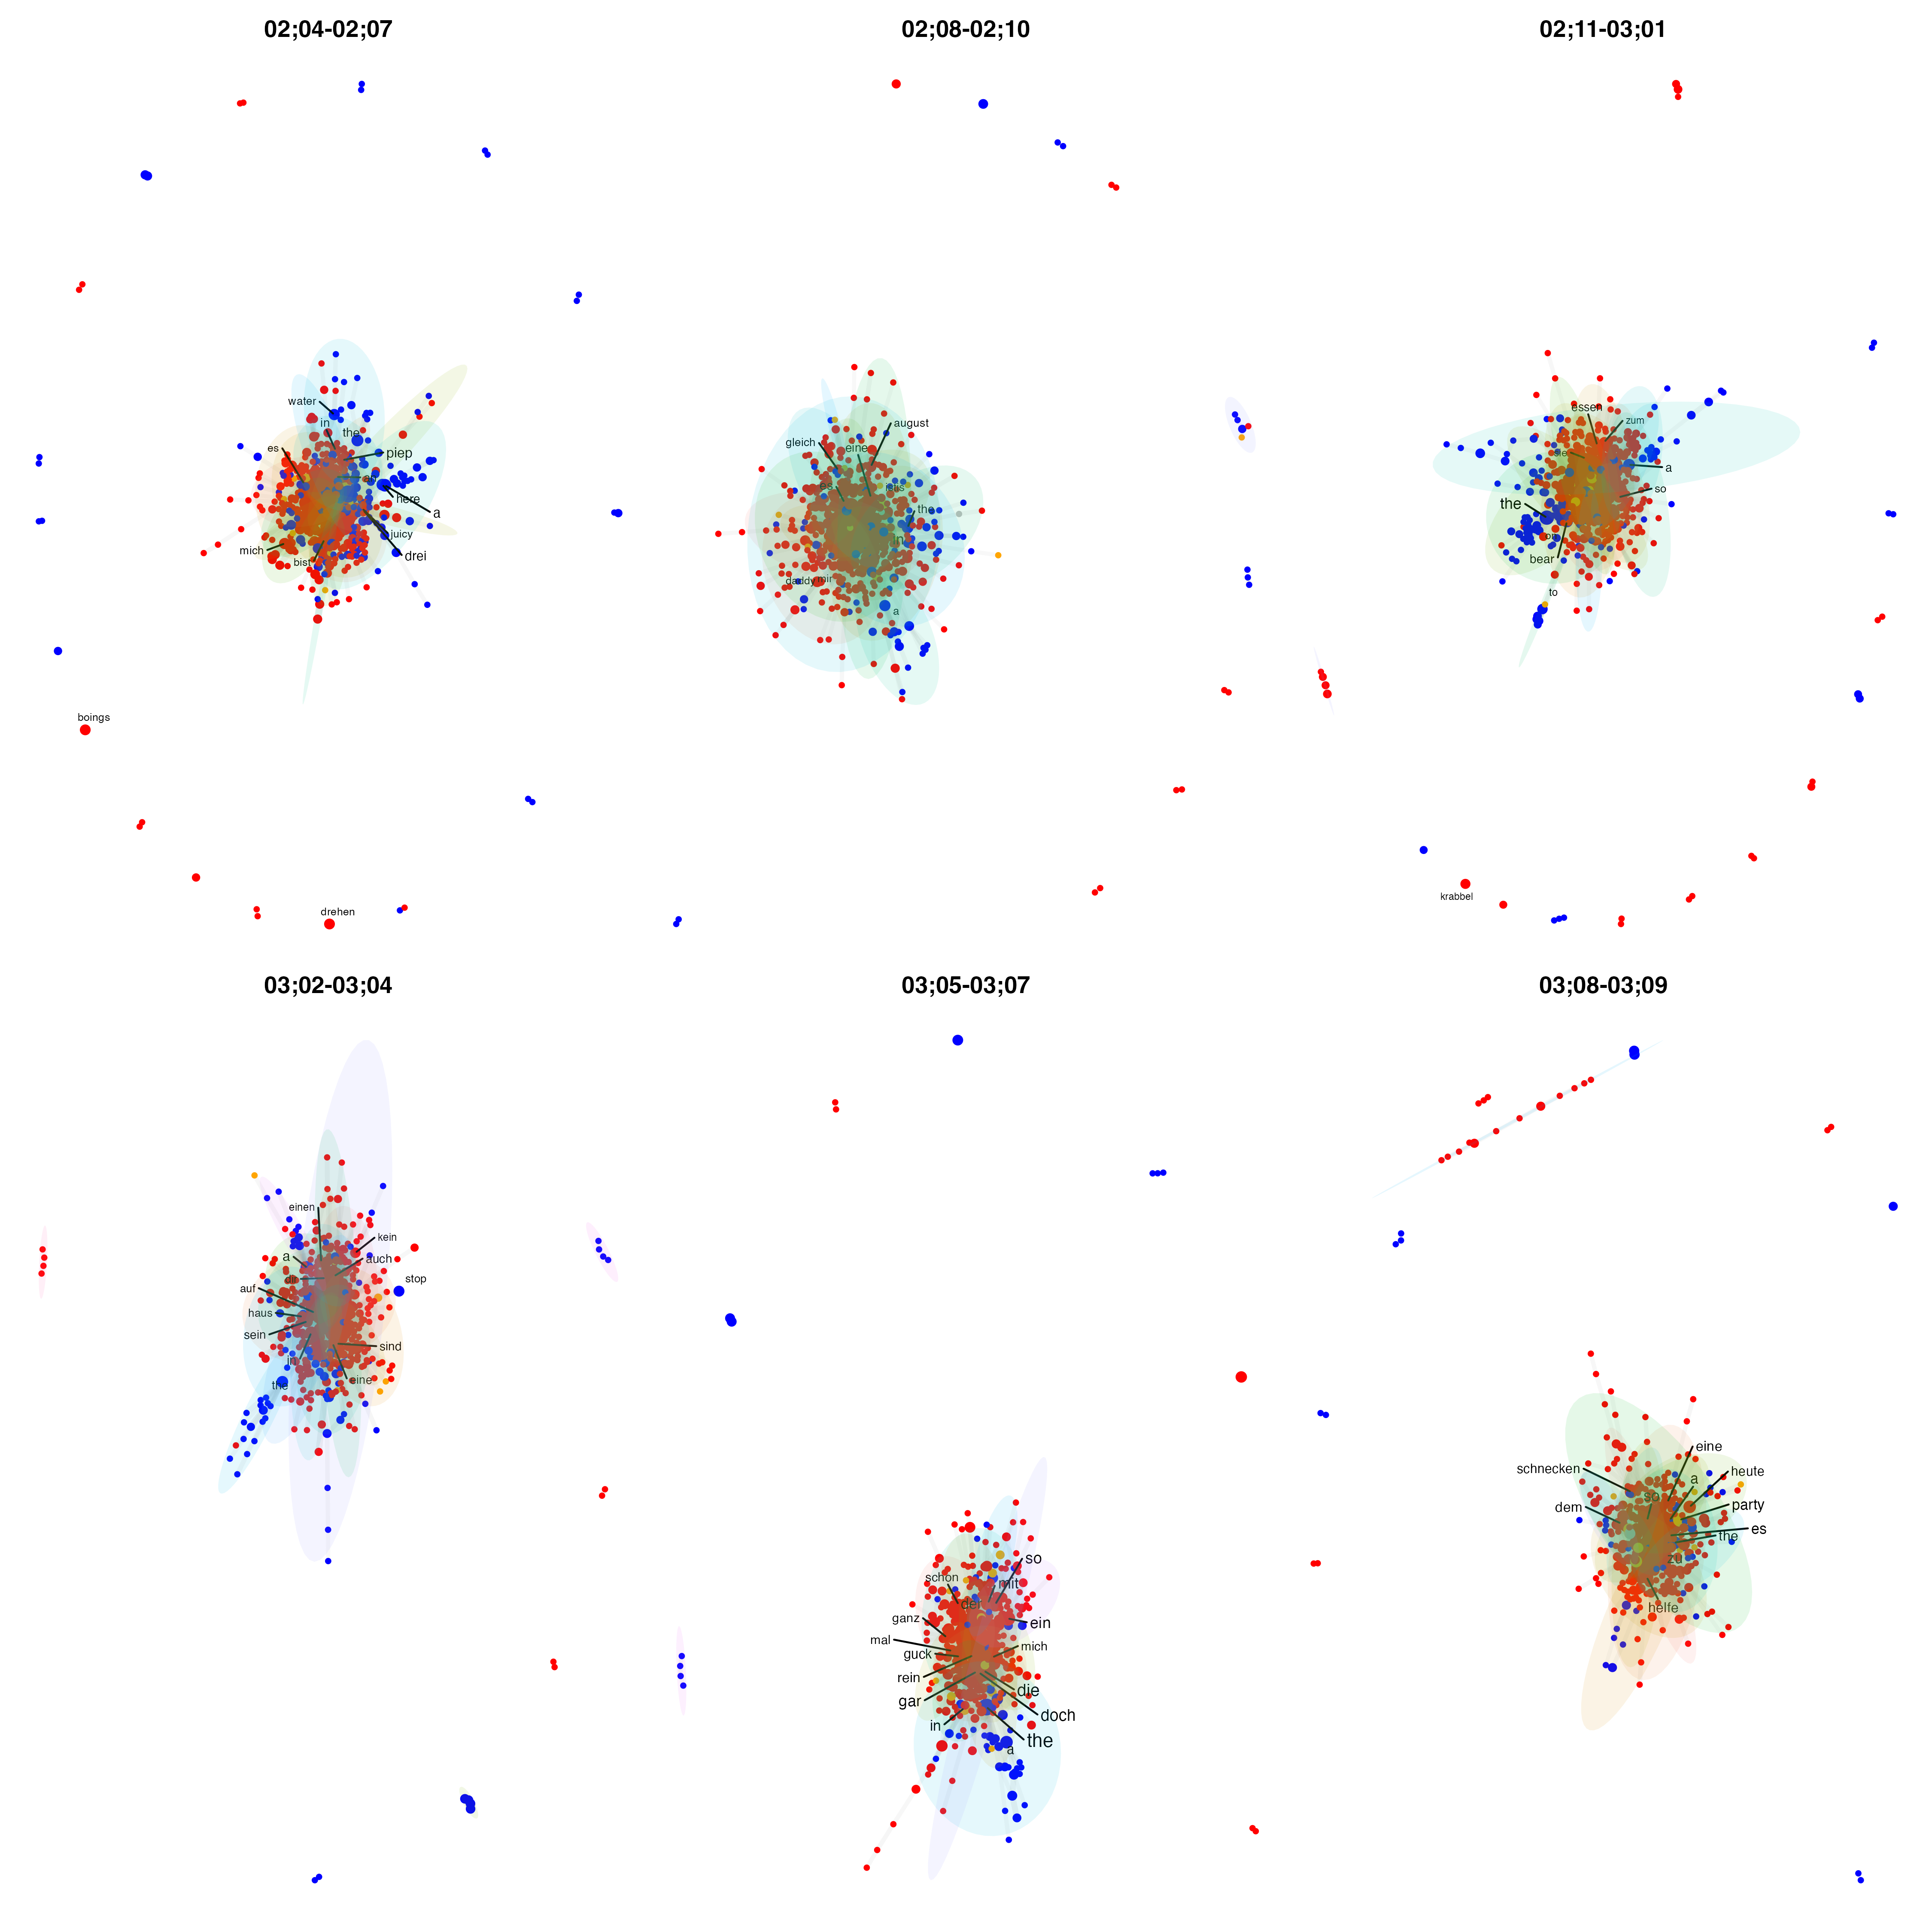 02;04-02;07
water
in
the
es
piep
here
a
juicy
drei
mich
bist
boings
drehen
02;08-02;10
august
gleich
eine
es
the
in
daddy
mir
a
02;11-03;01
essen
zum
sie
a
so
the
on
bear
to
krabbel
03;02-03;04
einen
kein
a
auch
dir
stop
auf
haus
sein
sind
in
eine
the
03;05-03;07
so
schon
mit
der
ganz
ein
mal
mich
guck
rein
die
gar
doch
in
the
a
03;08-03;09
eine
schnecken
heute
a
so
dem
party
es
the
zu
helfe